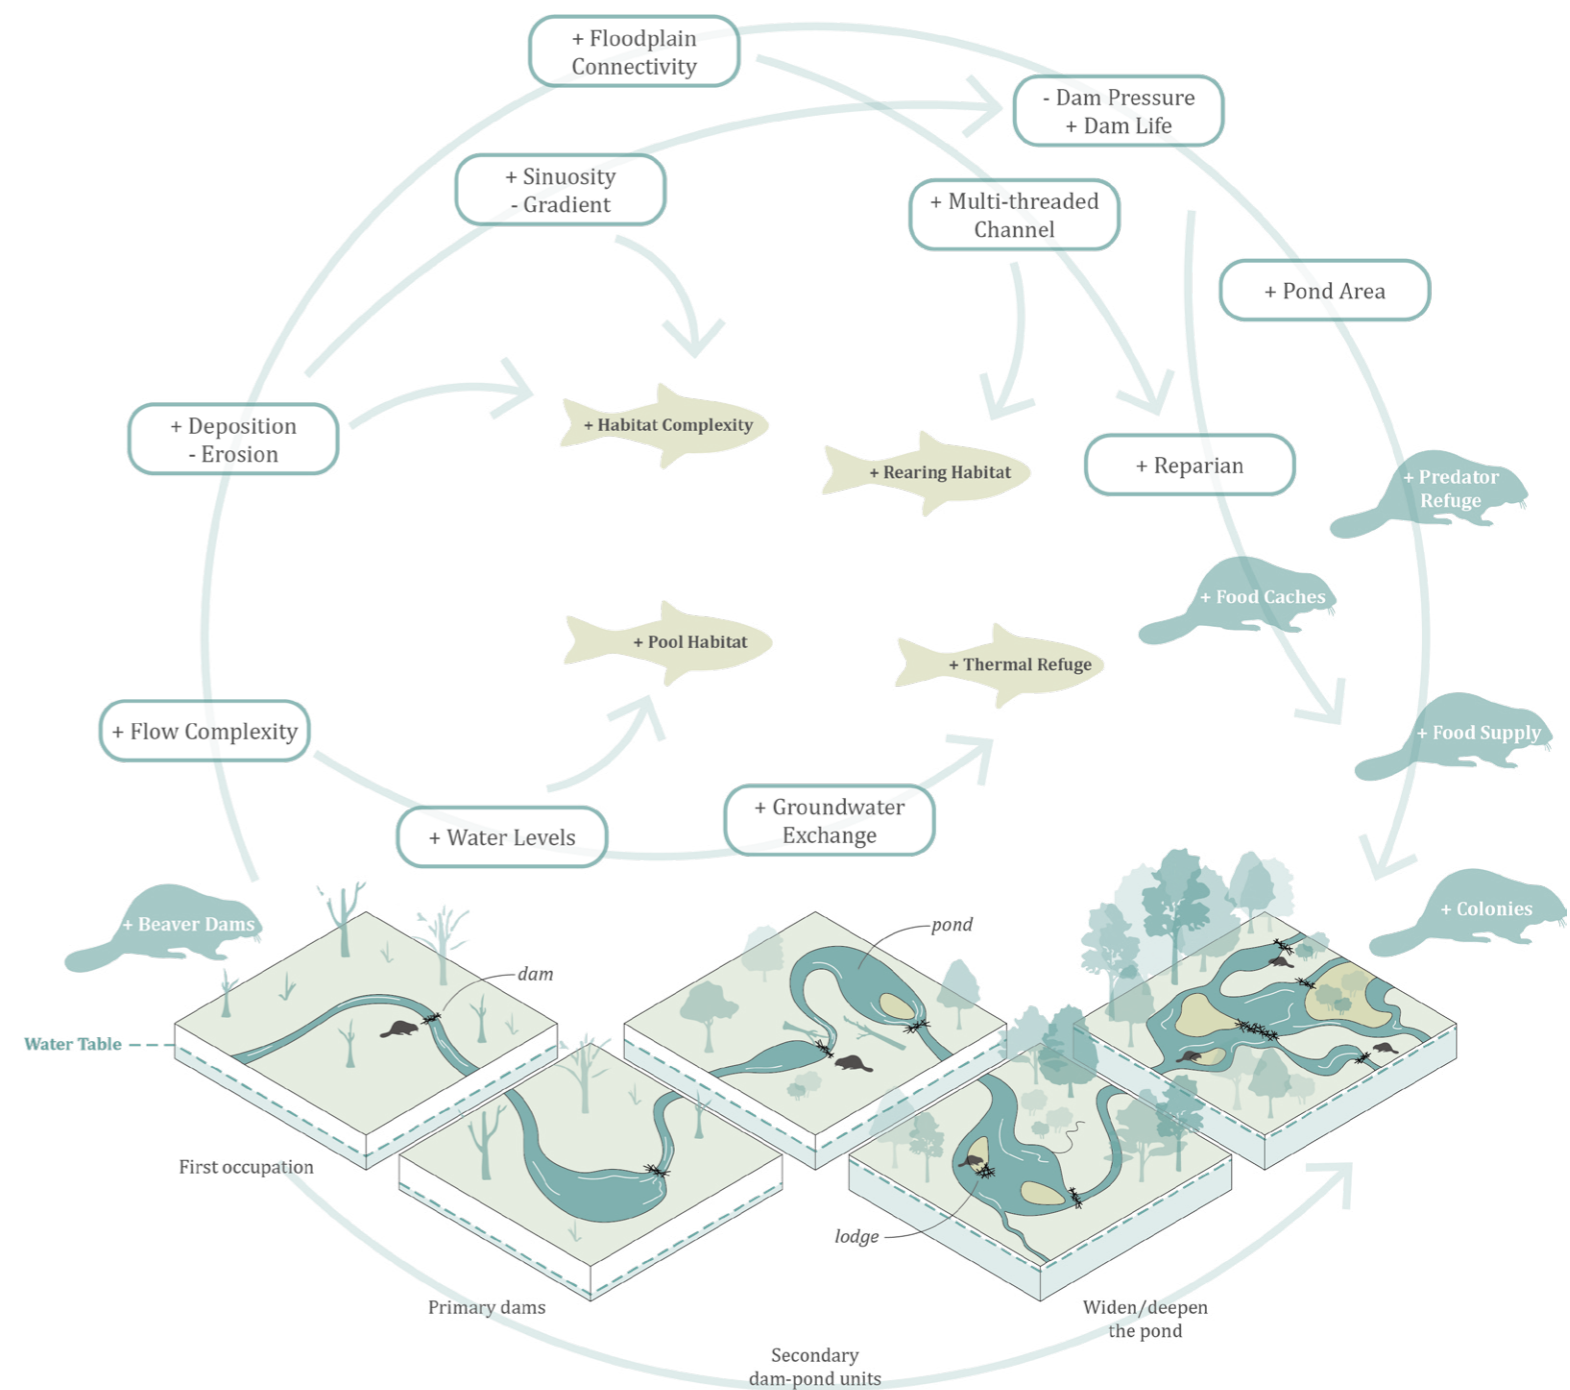 + Floodplain
Connectivity
- Dam Pressure
+ Dam Life
+ Sinuosity
- Gradient
+ Multi-threaded
Channel
+ Pond Area
+ Deposition
- Erosion
+ Habitat Complexity
+ Rearing Habitat
+ Reparian
+ Predator
Refuge
+ Food Caches
+ Pool Habitat
+ Thermal Refuge
+ Flow Complexity
+ Food Supply
+ Water Levels
+ Groundwater
Exchange
+ Beaver Dams
+ Colonies
pond
dam
Water Table
First occupation
lodge
Primary dams
Widen/deepen
the pond
Secondary
dam-pond units